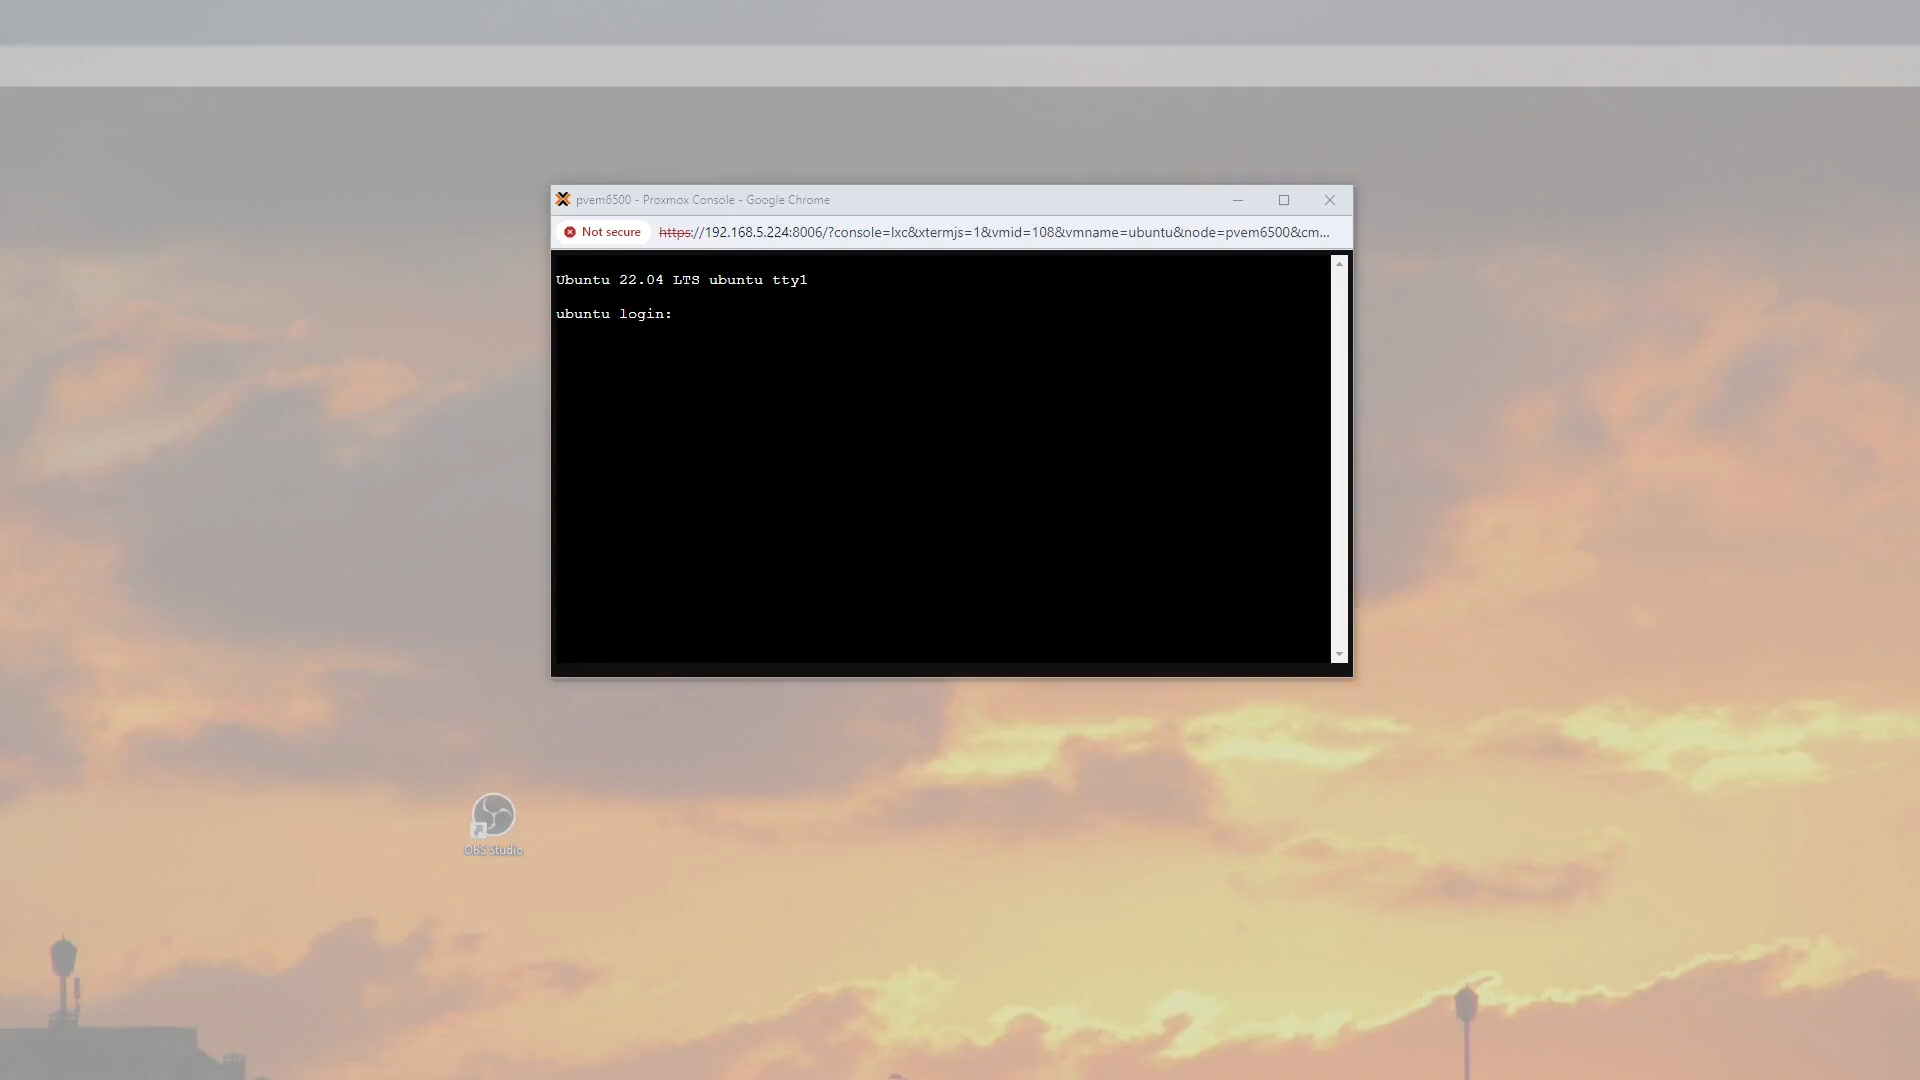 pvem6500 - Proxmox Console - Google Chrome
Not secure https://192.168.5.224:8006/?console=lxc&xtermjs=1&vmid=108&vmname=ubuntu&node=pvem6500&cm...
Ubuntu 22.04 LTS ubuntu tty1
ubuntu login:
OBS Studio